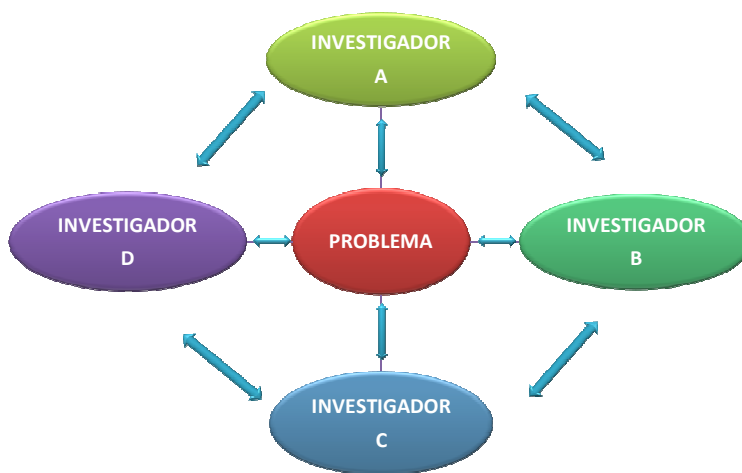 INVESTIGADOR
A
INVESTIGADOR
D
PROBLEMA
INVESTIGADOR
B
INVESTIGADOR
C